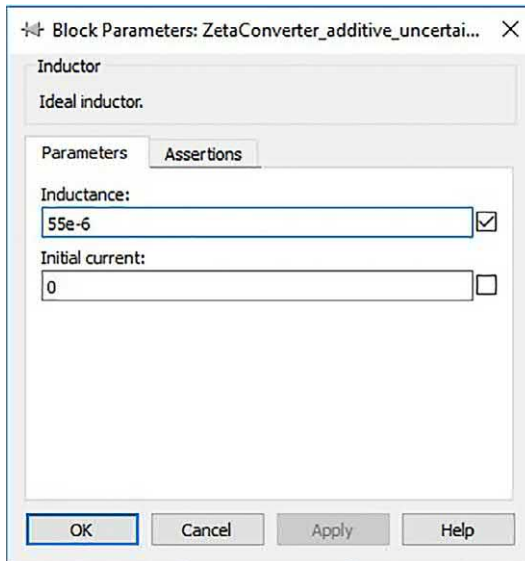 Block Parameters: ZetaConverter_additive_uncertai...
Inductor
Ideal inductor.
Parameters Assertions
Inductance:
55e-6
Initial current:
0
OK Cancel Apply Help